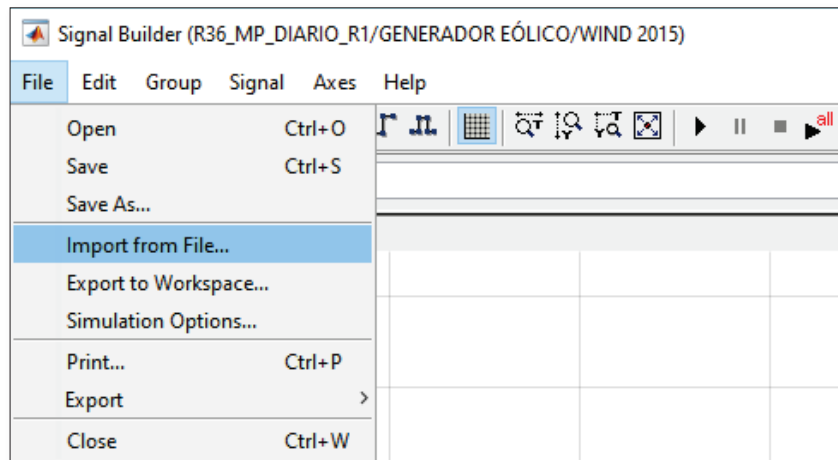 Signal Builder (R36_MP_DIARIO_R1/GENERADOR EÓLICO/WIND 2015)
File Edit Group Signal Axes Help
Open Ctrl+O
Save Ctrl+S
Save As...
Import from File...
Export to Workspace...
Simulation Options...
Print... Ctrl+P
Export >
Close Ctrl+W
all